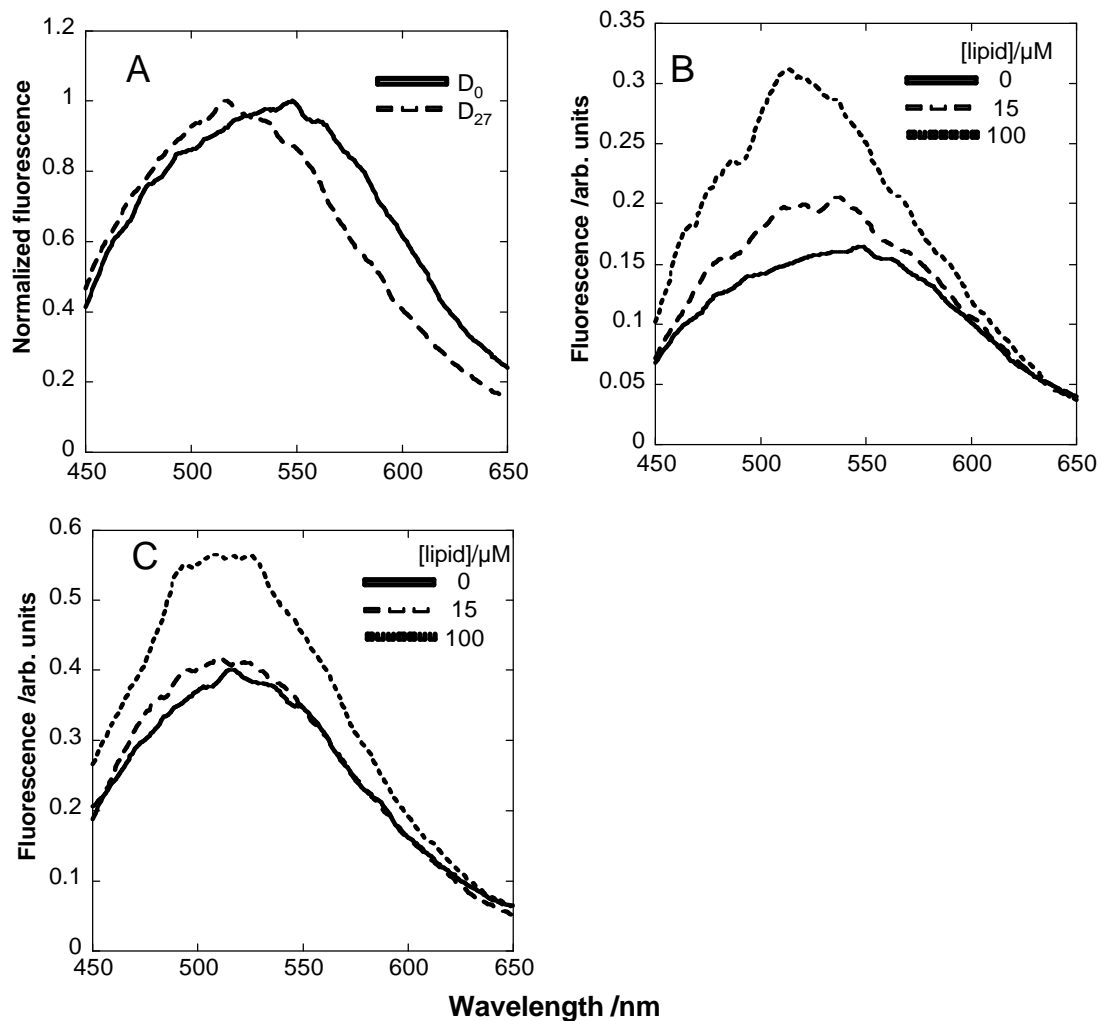 A
D₀
D₂₇
Normalized fluorescence
1.2
1
0.8
0.6
0.4
0.2
0
450 500 550 600 650
B
[lipid]/µM
0
15
100
Fluorescence /arb. units
0.35
0.3
0.25
0.2
0.15
0.1
0.05
0
450 500 550 600 650
C
[lipid]/µM
0
15
100
Fluorescence /arb. units
0.6
0.5
0.4
0.3
0.2
0.1
0
450 500 550 600 650
Wavelength /nm